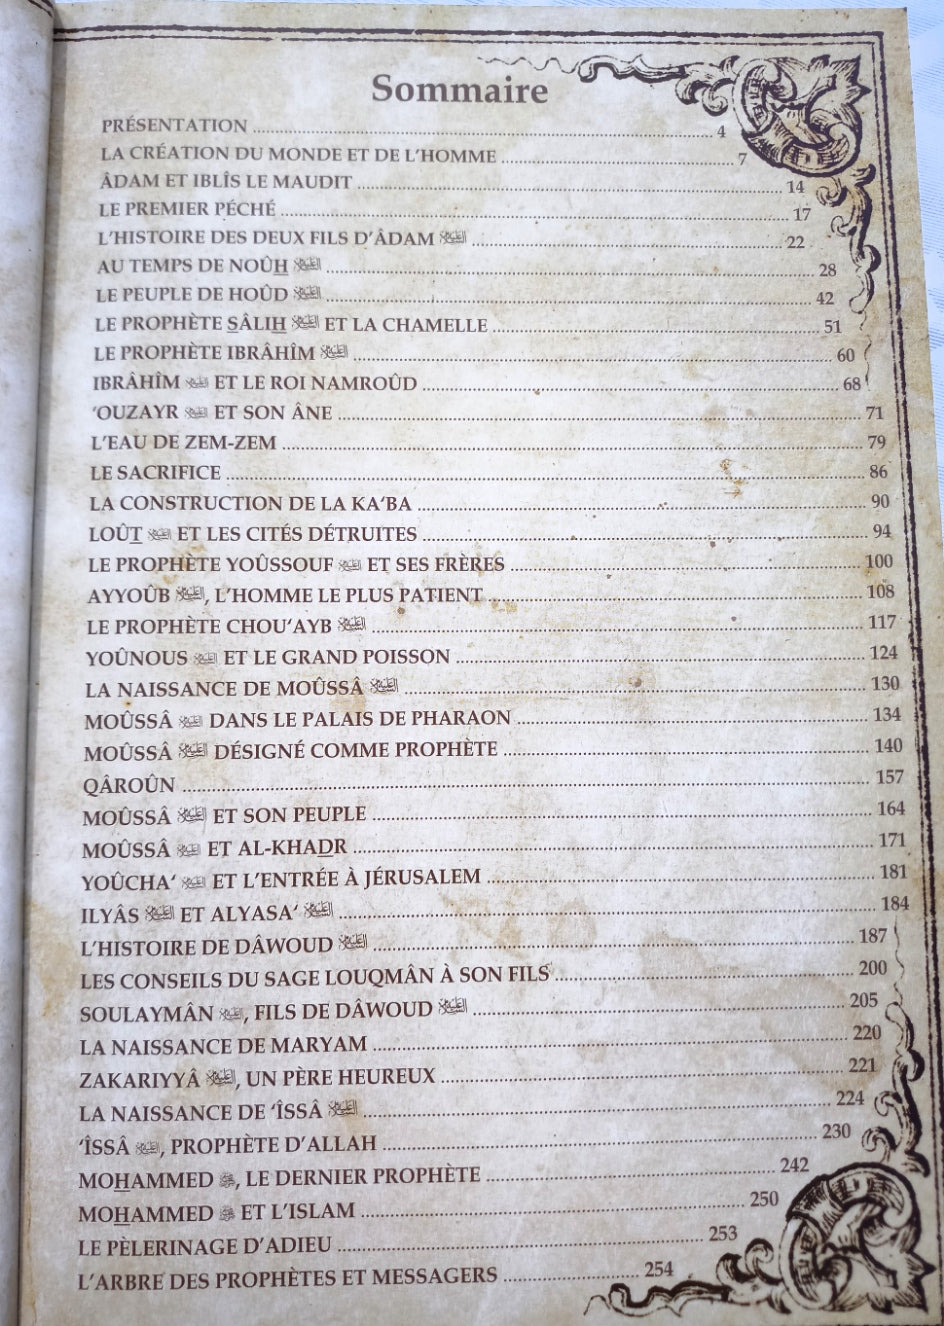 Sommaire
PRÉSENTATION ........ 4
LA CRÉATION DU MONDE ET DE L'HOMME ........ 7
ÂDAM ET IBLÎS LE MAUDIT ........ 14
LE PREMIER PÉCHÉ ........ 17
L'HISTOIRE DES DEUX FILS D'ÂDAM ........ 22
AU TEMPS DE NOÛH ........ 28
LE PEUPLE DE HOÛD ........ 42
LE PROPHÈTE SÂLIH ET LA CHAMELLE ........ 51
LE PROPHÈTE IBRÂHÎM ........ 60
IBRÂHÎM ET LE ROI NAMROÛD ........ 68
‘OUZAYR ET SON ÂNE ........ 71
L'EAU DE ZEM-ZEM ........ 79
LE SACRIFICE ........ 86
LA CONSTRUCTION DE LA KA‘BA ........ 90
LOÛT ET LES CITÉS DÉTRUITES ........ 94
LE PROPHÈTE YOÛSSOUF ET SES FRÈRES ........ 100
AYYOÛB , L'HOMME LE PLUS PATIENT ........ 108
LE PROPHÈTE CHOU‘AYB ........ 117
YOÛNOUS ET LE GRAND POISSON ........ 124
LA NAISSANCE DE MOÛSSÂ ........ 130
MOÛSSÂ DANS LE PALAIS DE PHARAON ........ 134
MOÛSSÂ DÉSIGNÉ COMME PROPHÈTE ........ 140
QÂROÛN ........ 157
MOÛSSÂ ET SON PEUPLE ........ 164
MOÛSSÂ ET AL-KHADR ........ 171
YOÛCHA‘ ET L'ENTRÉE À JÉRUSALEM ........ 181
ILYÂS ET ALYASA‘ ........ 184
L'HISTOIRE DE DÂWOUD ........ 187
LES CONSEILS DU SAGE LOUQMÂN À SON FILS ........ 200
SOULAYMÂN , FILS DE DÂWOUD ........ 205
LA NAISSANCE DE MARYAM ........ 220
ZAKARIYYÂ , UN PÈRE HEUREUX ........ 221
LA NAISSANCE DE ‘ÎSSÂ ........ 224
‘ÎSSÂ , PROPHÈTE D'ALLAH ........ 230
MOHAMMED ﷺ, LE DERNIER PROPHÈTE ........ 242
MOHAMMED ﷺ ET L'ISLAM ........ 250
LE PÈLERINAGE D'ADIEU ........ 253
L'ARBRE DES PROPHÈTES ET MESSAGERS ........ 254